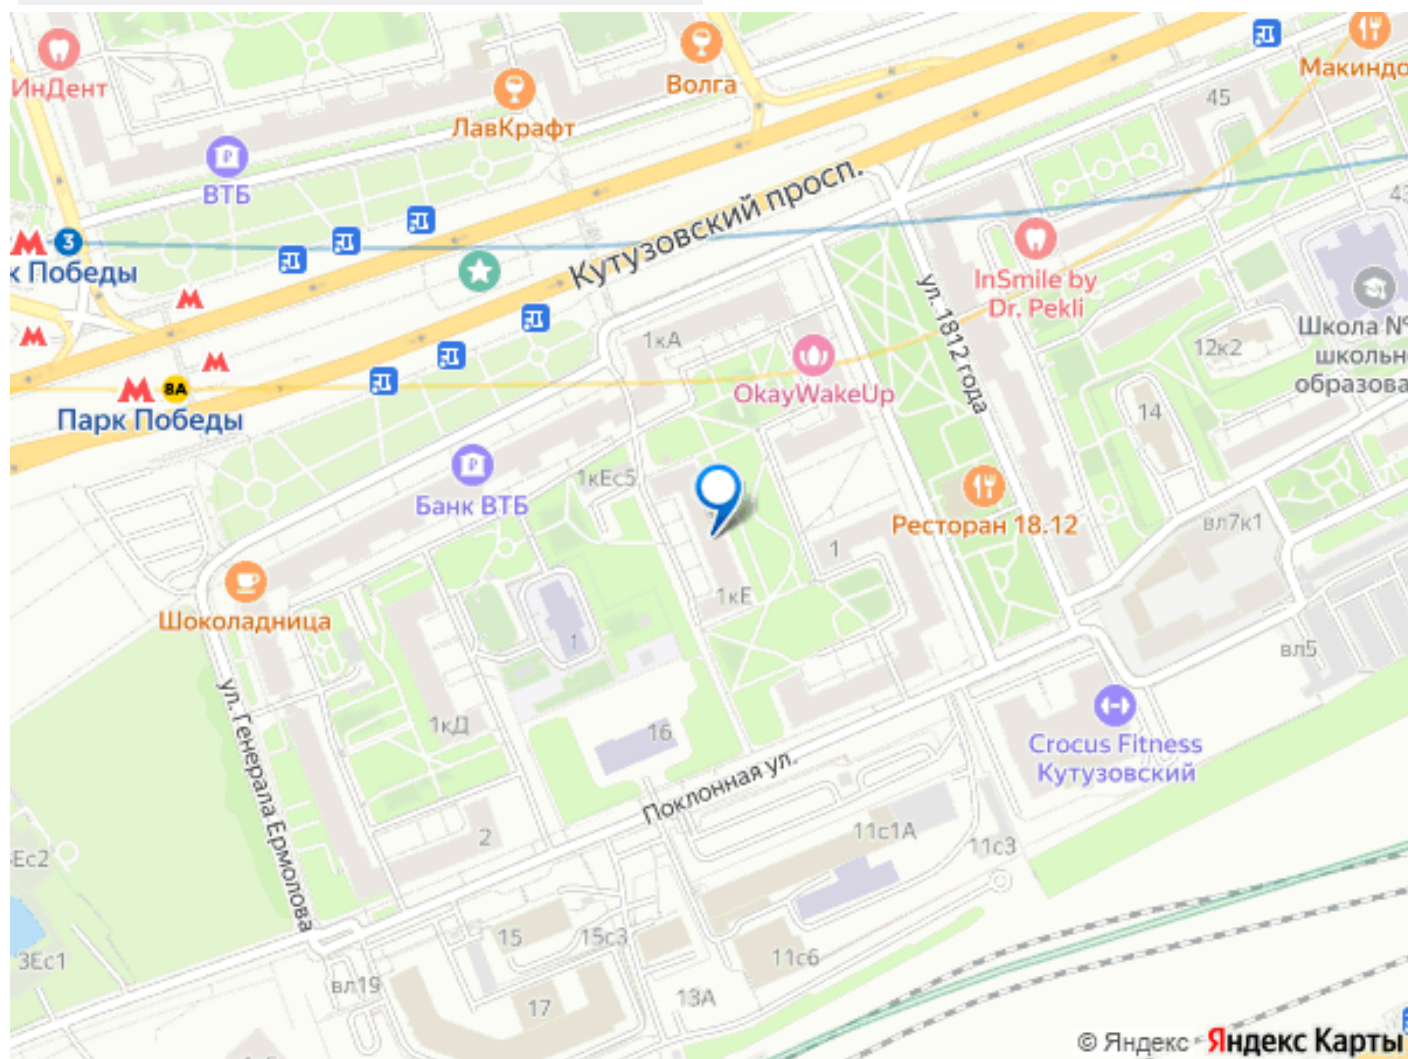 ИнДент
Волга
Макиндо
ЛавКрафт
45
ВТБ
Кутузовский просп.
43
3
к Победы
InSmile by
Dr. Pekli
ул. 1812 года
Школа №
школьн
образова
1кА
12к2
8А
Парк Победы
OkayWakeUp
14
1кЕс5
Банк ВТБ
Ресторан 18.12
вл7к1
1
1кЕ
Шоколадница
1
вл5
ул. Генерала Ермолова
1кД
16
Crocus Fitness
Кутузовский
Поклонная ул.
2
11с1А
11с3
Ес2
15
15с3
11с6
3Ес1
вл19
17
13А
© Яндекс Яндекс Карты